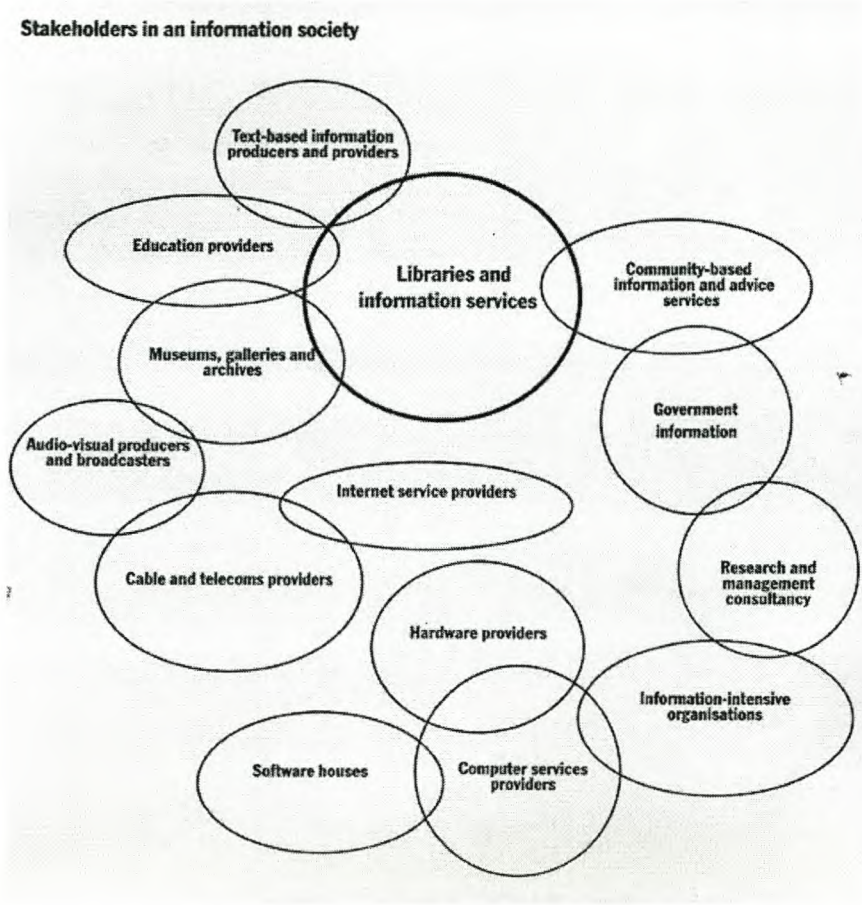 Stakeholders in an information society
Text-based information
producers and providers
Education providers
Libraries and
information services
Community-based
information and advice
services
Museums, galleries and
archives
Government
information
Audio-visual producers
and broadcasters
Internet service providers
Cable and telecoms providers
Research and
management
consultancy
Hardware providers
Information-intensive
organisations
Software houses
Computer services
providers